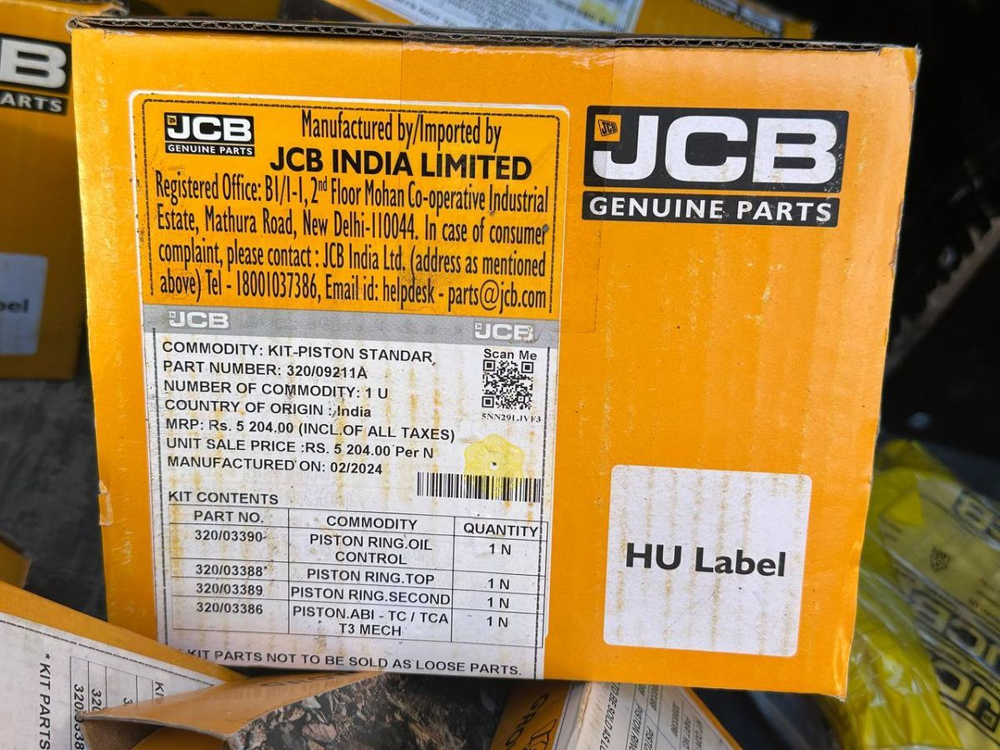 JCB
GENUINE PARTS
Manufactured by/Imported by
JCB INDIA LIMITED
Registered Office: B1/1-1, 2nd Floor Mohan Co-operative Industrial
Estate, Mathura Road, New Delhi-110044. In case of consumer
complaint, please contact : JCB India Ltd. (address as mentioned
above) Tel - 18001037386, Email id: helpdesk - parts@jcb.com
JCB JCB
COMMODITY: KIT-PISTON STANDAR,
PART NUMBER: 320/09211A
NUMBER OF COMMODITY: 1 U
COUNTRY OF ORIGIN : India
MRP: Rs. 5 204.00 (INCL.OF ALL TAXES)
UNIT SALE PRICE :RS. 5 204.00 Per N
MANUFACTURED ON: 02/2024
Scan Me
KIT CONTENTS
PART NO. COMMODITY QUANTITY
320/03390 PISTON RING.OIL CONTROL 1 N
320/03388 PISTON RING.TOP 1 N
320/03389 PISTON RING.SECOND 1 N
320/03386 PISTON.ABI - TC / TCA T3 MECH 1 N
KIT PARTS NOT TO BE SOLD AS LOOSE PARTS.
JCB
GENUINE PARTS
HU Label
* KIT PARTS
JCB